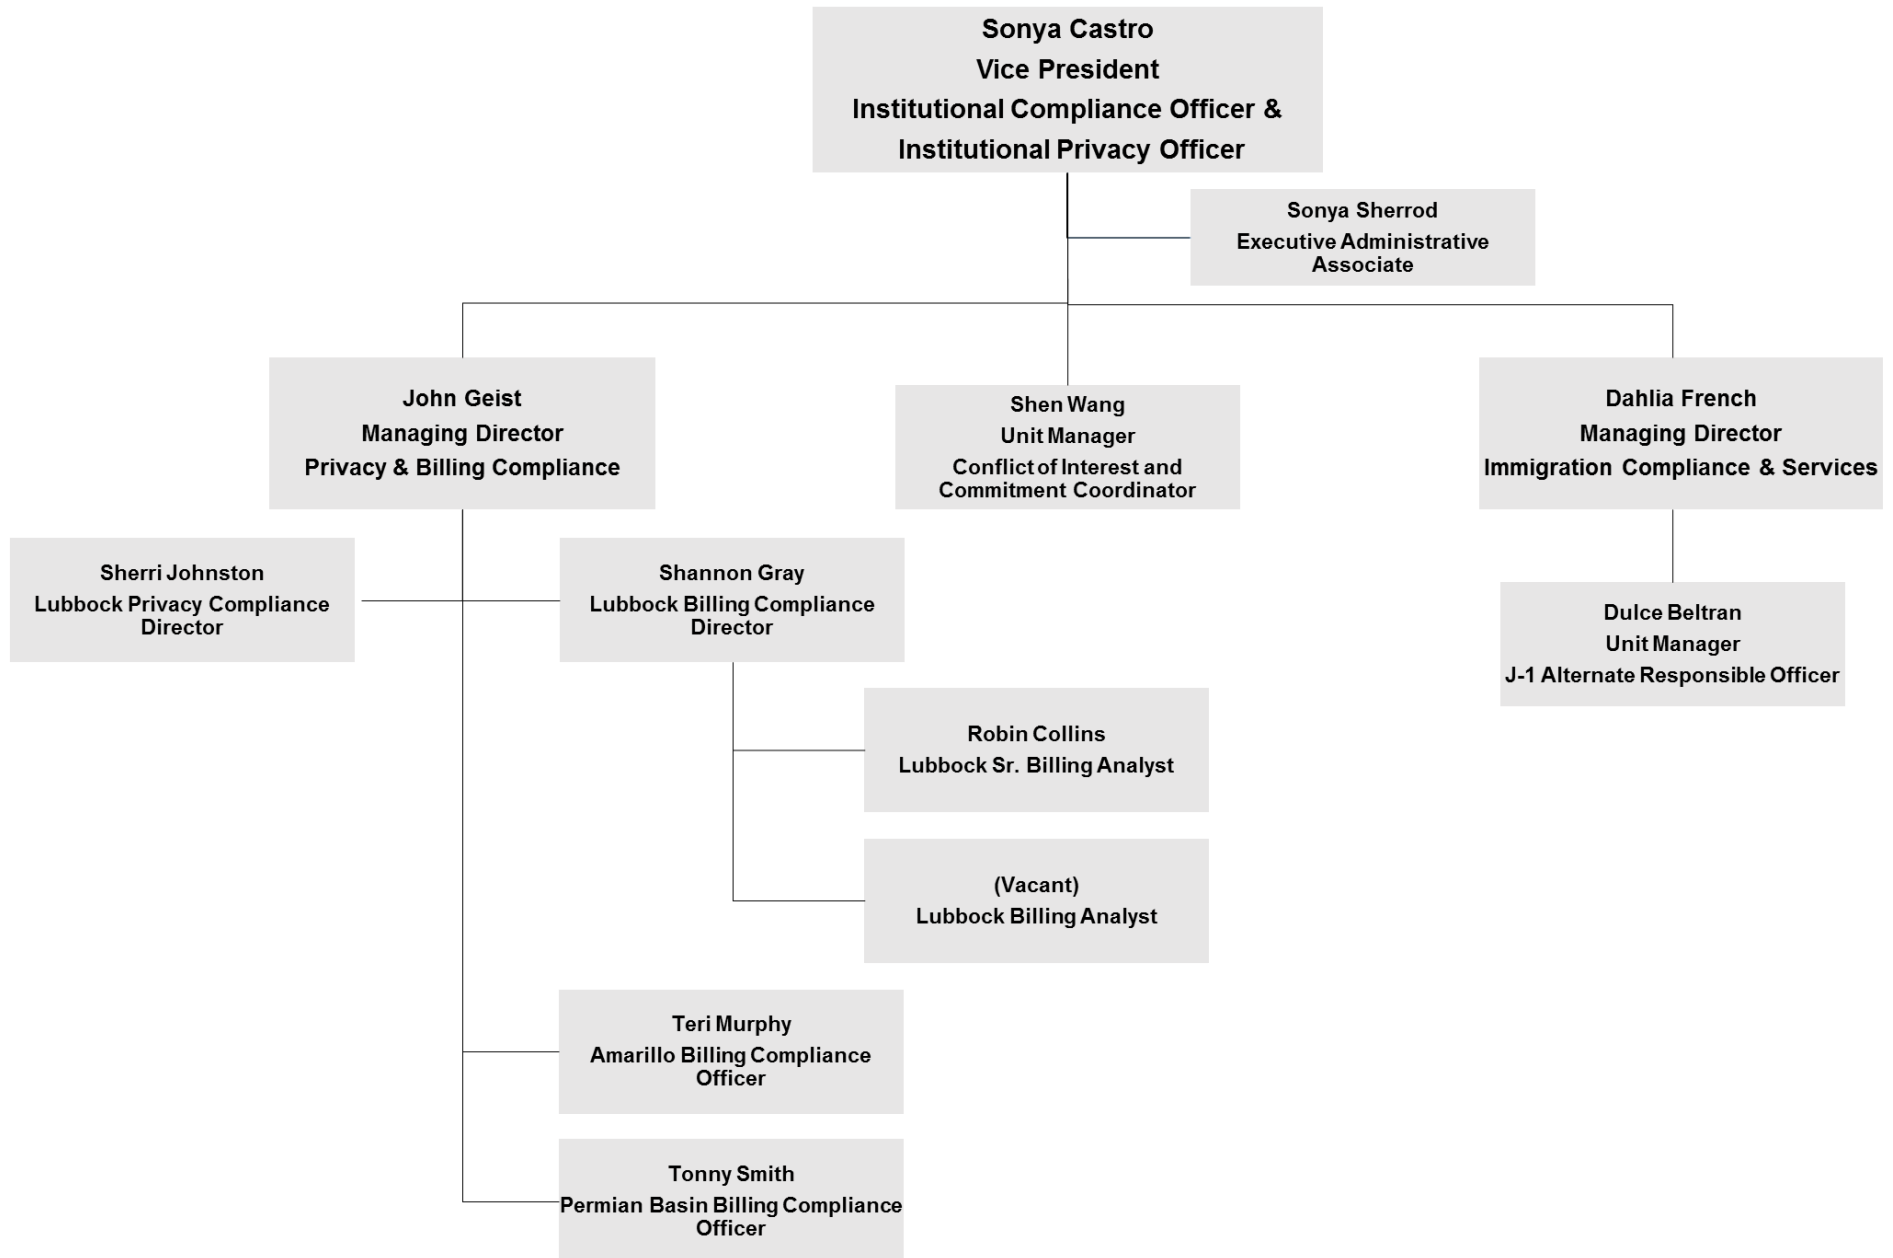 Sonya Castro
Vice President
Institutional Compliance Officer &
Institutional Privacy Officer
Sonya Sherrod
Executive Administrative
Associate
John Geist
Managing Director
Privacy & Billing Compliance
Shen Wang
Unit Manager
Conflict of Interest and
Commitment Coordinator
Dahlia French
Managing Director
Immigration Compliance & Services
Sherri Johnston
Lubbock Privacy Compliance
Director
Shannon Gray
Lubbock Billing Compliance
Director
Dulce Beltran
Unit Manager
J-1 Alternate Responsible Officer
Robin Collins
Lubbock Sr. Billing Analyst
(Vacant)
Lubbock Billing Analyst
Teri Murphy
Amarillo Billing Compliance
Officer
Tonny Smith
Permian Basin Billing Compliance
Officer